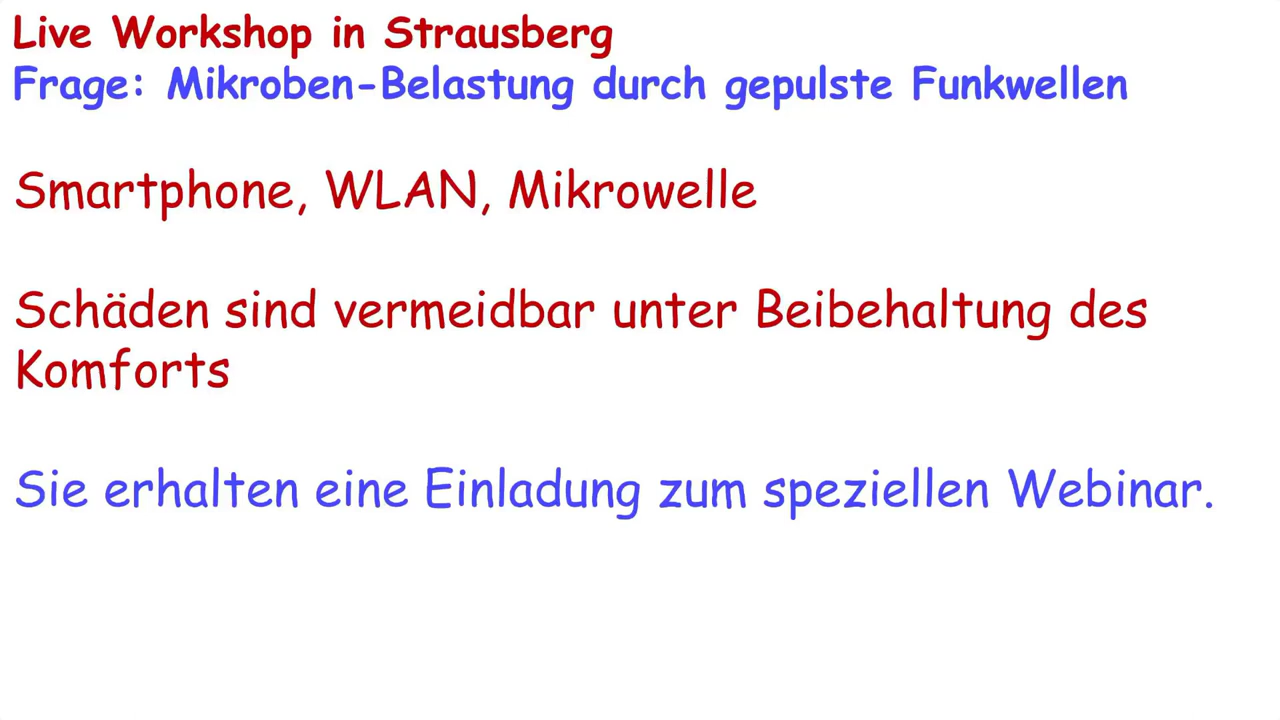 Live Workshop in Strausberg
Frage: Mikroben-Belastung durch gepulste Funkwellen
Smartphone, WLAN, Mikrowelle
Schäden sind vermeidbar unter Beibehaltung des
Komforts
Sie erhalten eine Einladung zum speziellen Webinar.